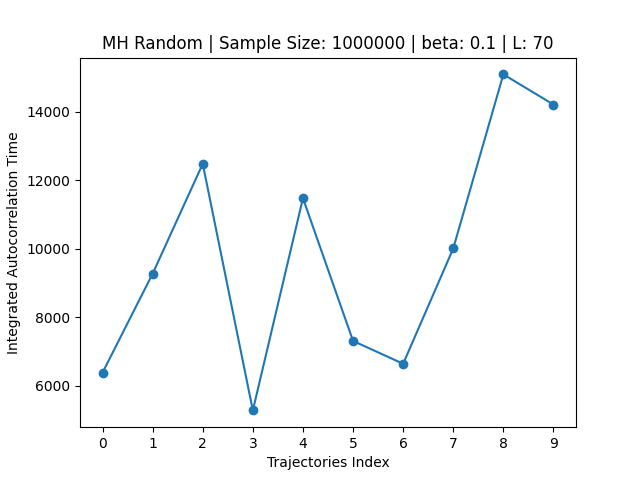 MH Random | Sample Size: 1000000 | beta: 0.1 | L: 70
Integrated Autocorrelation Time
14000
12000
10000
8000
6000
0 1 2 3 4 5 6 7 8 9
Trajectories Index